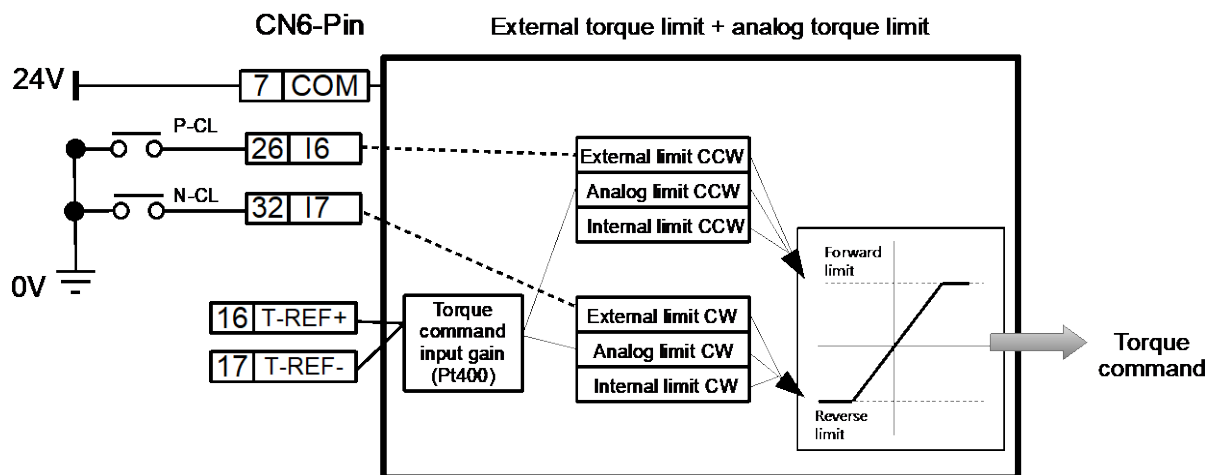 CN6-Pin
External torque limit + analog torque limit
24V
7 COM
P-CL
26 I6
N-CL
32 I7
0V
16 T-REF+
17 T-REF-
Torque
command
input gain
(Pt400)
External limit CCW
Analog limit CCW
Internal limit CCW
External limit CW
Analog limit CW
Internal limit CW
Forward
limit
Reverse
limit
Torque
command